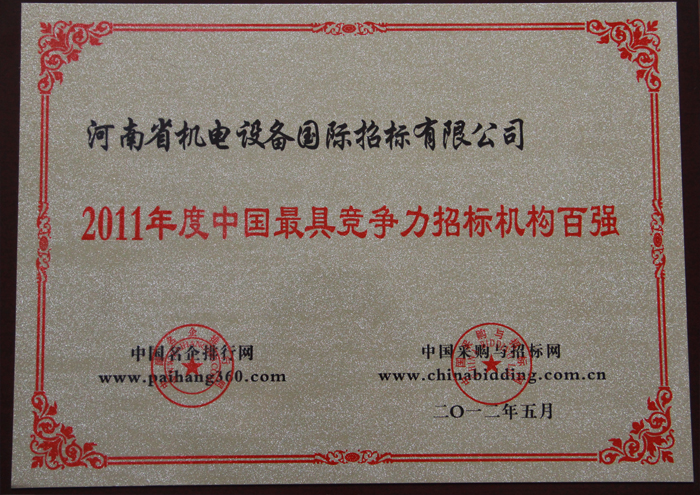 河南省机电设备国际招标有限公司
2011年度中国最具竞争力招标机构百强
中国名企排行网
www.paihang360.com
中国采购与招标网
www.chinabidding.com.cn
二〇一二年五月